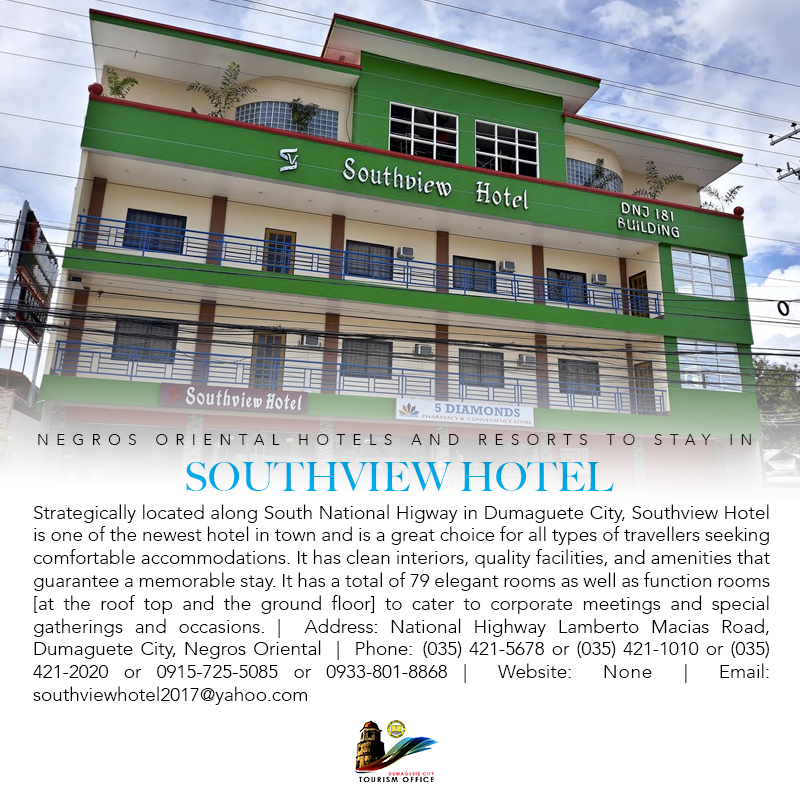 Southview Hotel
DNJ 181
BUILDING
Southview Hotel
5 DIAMONDS
PHARMACY & CONVENIENCE STORE
NEGROS ORIENTAL HOTELS AND RESORTS TO STAY IN
SOUTHVIEW HOTEL
Strategically located along South National Higway in Dumaguete City, Southview Hotel
is one of the newest hotel in town and is a great choice for all types of travellers seeking
comfortable accommodations. It has clean interiors, quality facilities, and amenities that
guarantee a memorable stay. It has a total of 79 elegant rooms as well as function rooms
[at the roof top and the ground floor] to cater to corporate meetings and special
gatherings and occasions. | Address: National Highway Lamberto Macias Road,
Dumaguete City, Negros Oriental | Phone: (035) 421-5678 or (035) 421-1010 or (035)
421-2020 or 0915-725-5085 or 0933-801-8868 | Website: None | Email:
southviewhotel2017@yahoo.com
DUMAGUETE CITY
TOURISM OFFICE